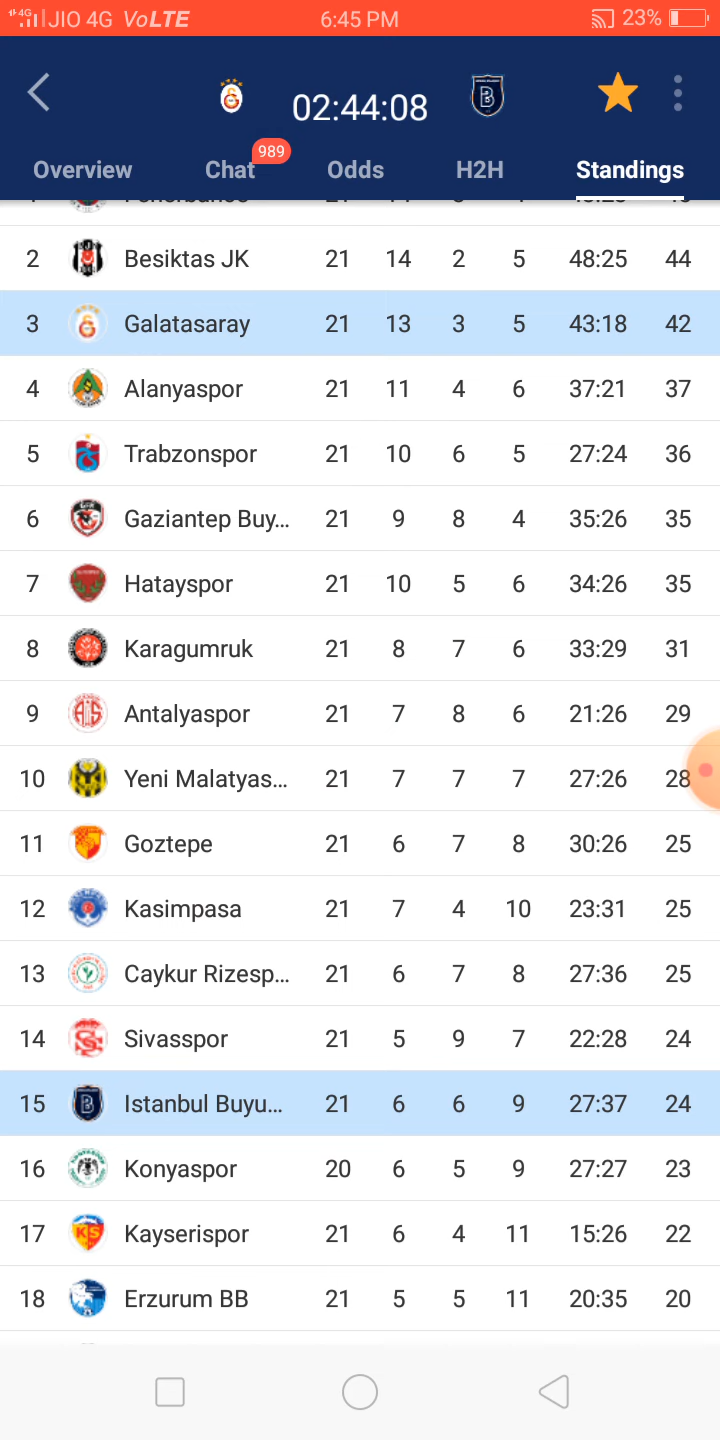 4G JIO 4G VoLTE 6:45 PM 23%
02:44:08
Overview Chat 989 Odds H2H Standings
2 Besiktas JK 21 14 2 5 48:25 44
3 Galatasaray 21 13 3 5 43:18 42
4 Alanyaspor 21 11 4 6 37:21 37
5 Trabzonspor 21 10 6 5 27:24 36
6 Gaziantep Buy... 21 9 8 4 35:26 35
7 Hatayspor 21 10 5 6 34:26 35
8 Karagumruk 21 8 7 6 33:29 31
9 Antalyaspor 21 7 8 6 21:26 29
10 Yeni Malatyas... 21 7 7 7 27:26 28
11 Goztepe 21 6 7 8 30:26 25
12 Kasimpasa 21 7 4 10 23:31 25
13 Caykur Rizesp... 21 6 7 8 27:36 25
14 Sivasspor 21 5 9 7 22:28 24
15 Istanbul Buyu... 21 6 6 9 27:37 24
16 Konyaspor 20 6 5 9 27:27 23
17 Kayserispor 21 6 4 11 15:26 22
18 Erzurum BB 21 5 5 11 20:35 20